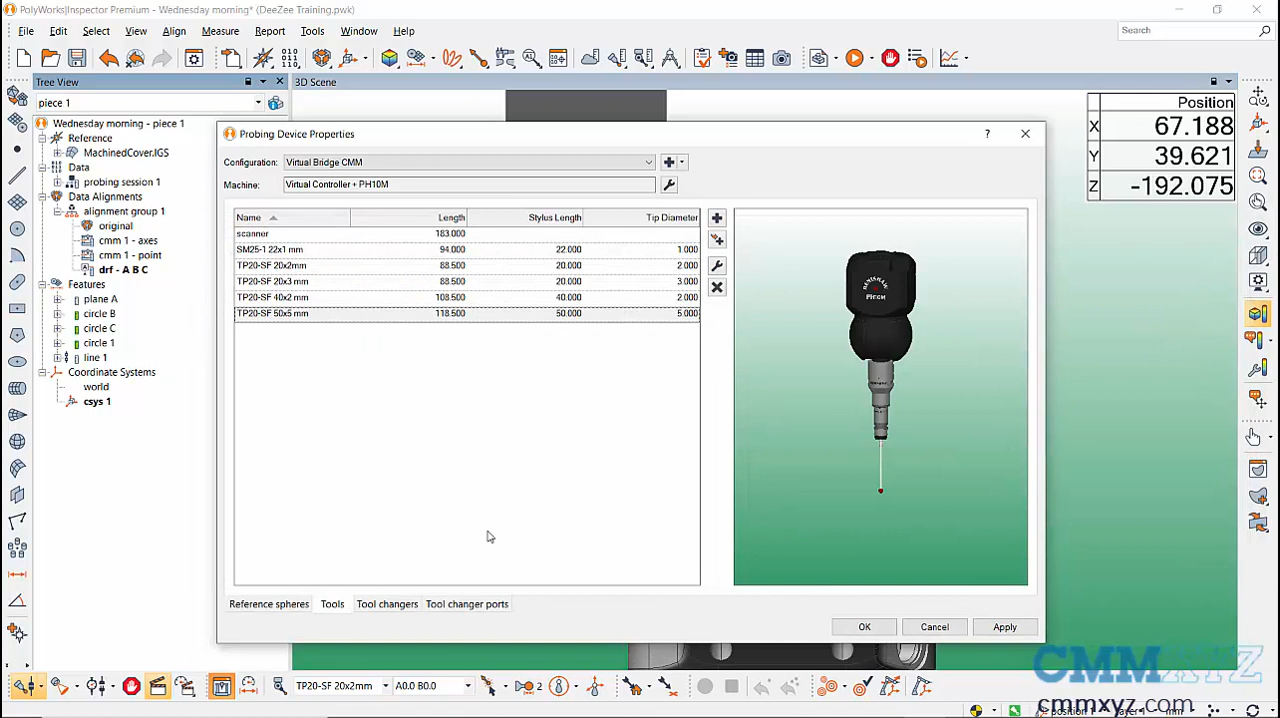 PolyWorks|Inspector Premium - Wednesday morning* (DeeZee Training.pwk)
File Edit Select View Align Measure Report Tools Window Help
Search
Tree View
3D Scene
piece 1
Wednesday morning - piece 1
Reference
MachinedCover.IGS
Data
probing session 1
Data Alignments
alignment group 1
original
cmm 1 - axes
cmm 1 - point
drf - A B C
Features
plane A
circle B
circle C
circle 1
line 1
Coordinate Systems
world
csys 1
Position
X 67.188
Y 39.621
Z -192.075
Probing Device Properties
?
Configuration: Virtual Bridge CMM
Machine: Virtual Controller + PH10M
Name Length Stylus Length Tip Diameter
scanner 183.000
SM25-1 22x1 mm 94.000 22.000 1.000
TP20-SF 20x2mm 88.500 20.000 2.000
TP20-SF 20x3 mm 88.500 20.000 3.000
TP20-SF 40x2 mm 108.500 40.000 2.000
TP20-SF 50x5 mm 118.500 50.000 5.000
RENISHAW
PH10M
Reference spheres Tools Tool changers Tool changer ports
OK Cancel Apply
TP20-SF 20x2mm A0.0 B0.0 2
CMMXYZ
cmmxyz.com